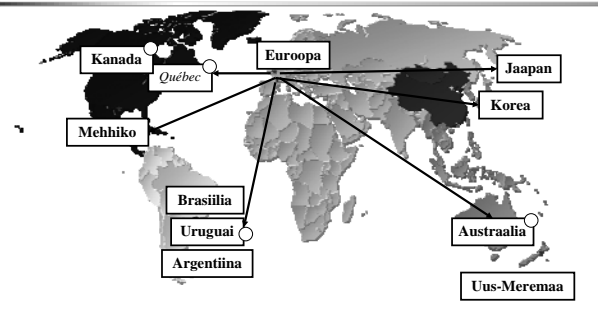 Euroopa
Kanada
Québec
Jaapan
Korea
Mehhiko
Brasiilia
Uruguai
Austraalia
Argentiina
Uus-Meremaa